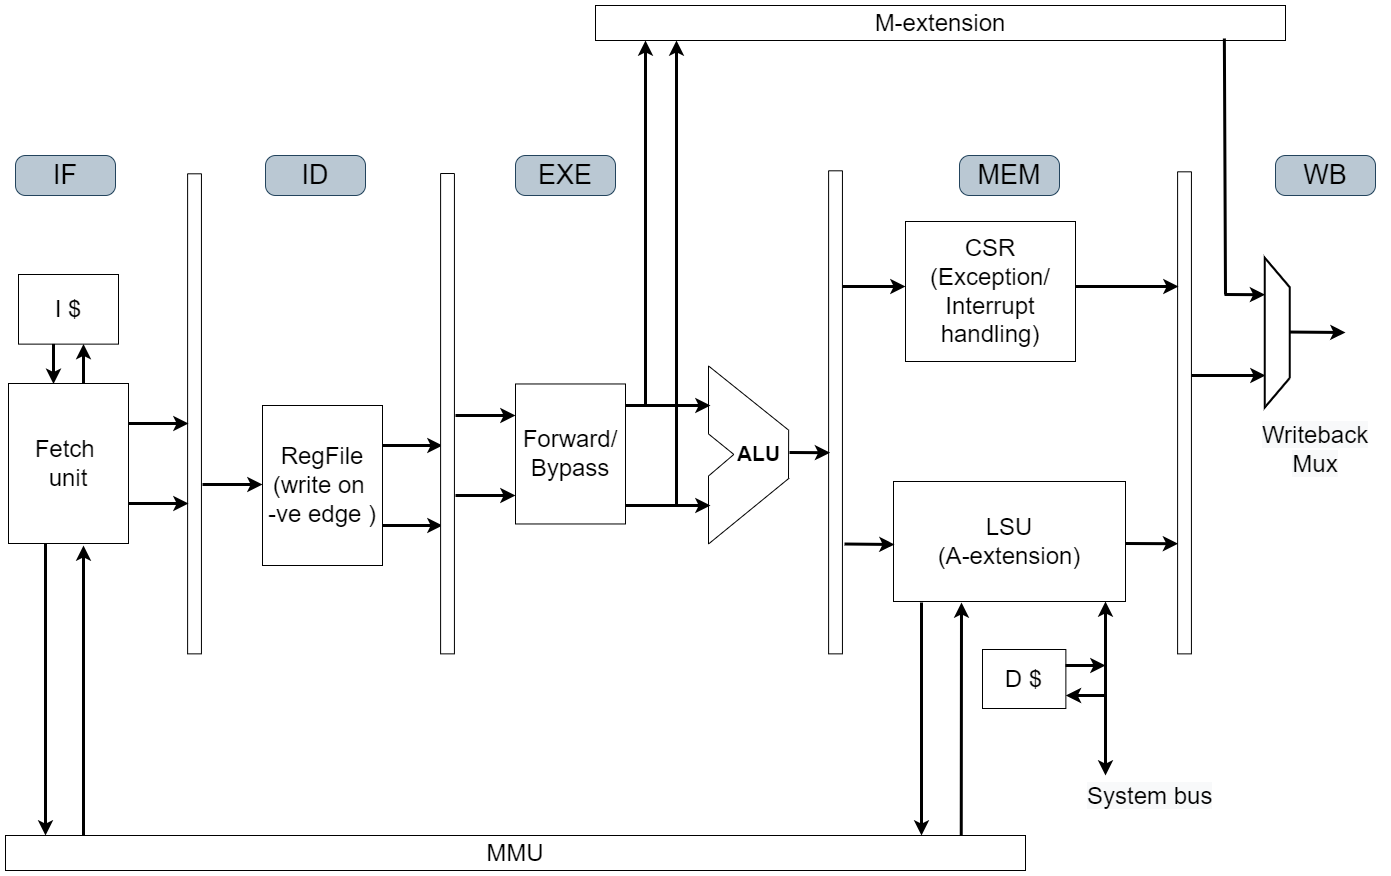 M-extension
IF
ID
EXE
MEM
WB
I $
Fetch
unit
RegFile
(write on
-ve edge )
Forward/
Bypass
ALU
CSR
(Exception/
Interrupt
handling)
LSU
(A-extension)
D $
System bus
Writeback
Mux
MMU